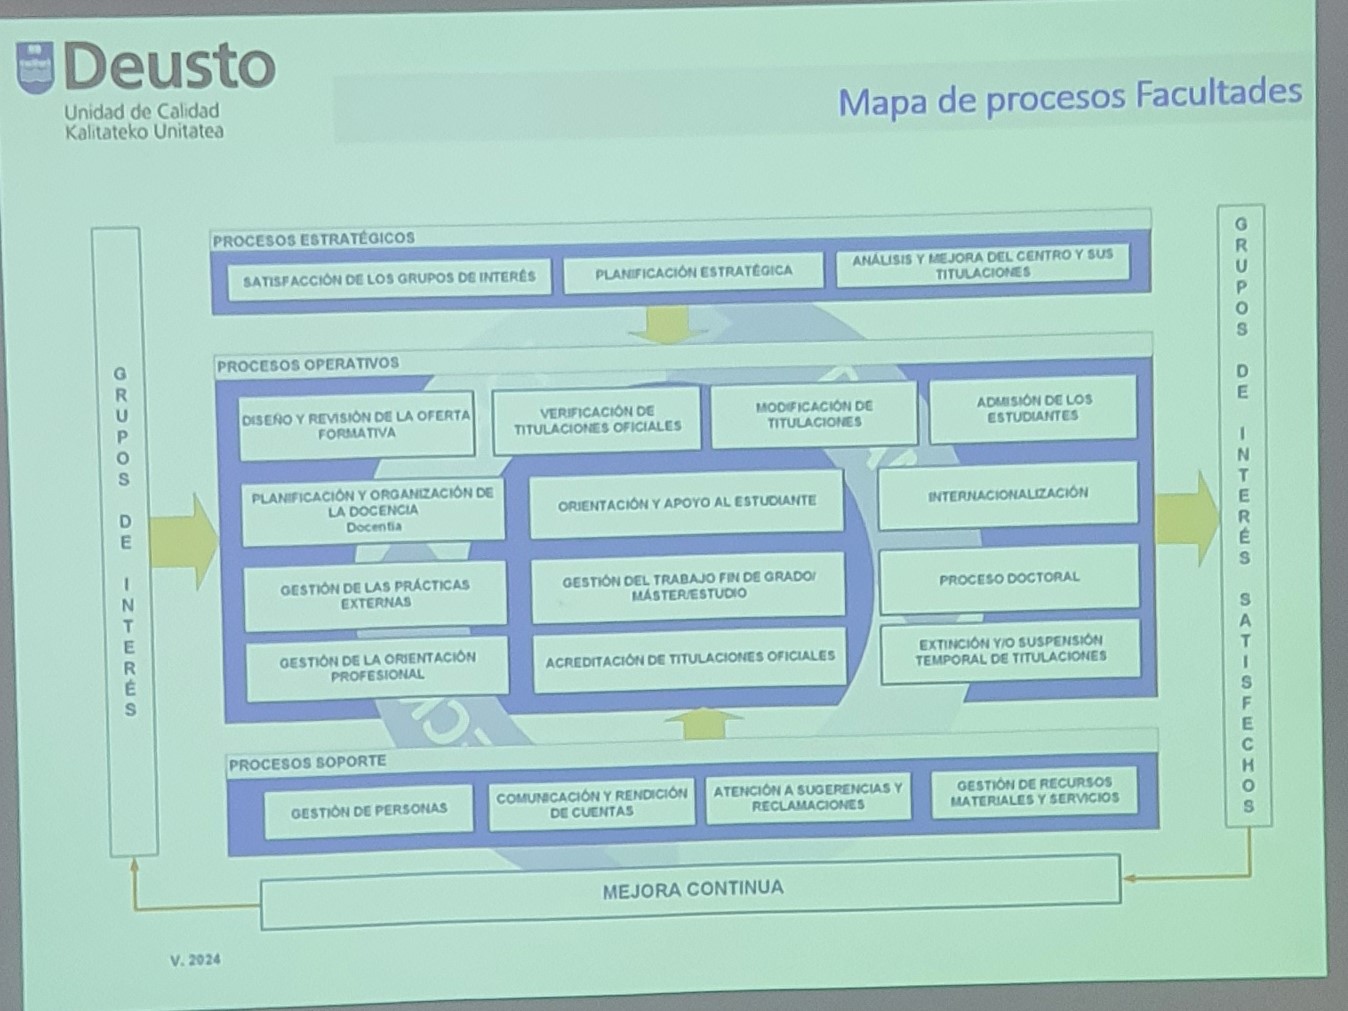 Deusto
Unidad de Calidad
Kalitateko Unitatea
Mapa de procesos Facultades
GRUPOS DE INTERÉS
PROCESOS ESTRATÉGICOS
SATISFACCIÓN DE LOS GRUPOS DE INTERÉS
PLANIFICACIÓN ESTRATÉGICA
ANÁLISIS Y MEJORA DEL CENTRO Y SUS
TITULACIONES
PROCESOS OPERATIVOS
DISEÑO Y REVISIÓN DE LA OFERTA
FORMATIVA
VERIFICACIÓN DE
TITULACIONES OFICIALES
MODIFICACIÓN DE
TITULACIONES
ADMISIÓN DE LOS
ESTUDIANTES
PLANIFICACIÓN Y ORGANIZACIÓN DE
LA DOCENCIA
Docentia
ORIENTACIÓN Y APOYO AL ESTUDIANTE
INTERNACIONALIZACIÓN
GESTIÓN DE LAS PRÁCTICAS
EXTERNAS
GESTIÓN DEL TRABAJO FIN DE GRADO/
MÁSTER/ESTUDIO
PROCESO DOCTORAL
GESTIÓN DE LA ORIENTACIÓN
PROFESIONAL
ACREDITACIÓN DE TITULACIONES OFICIALES
EXTINCIÓN Y/O SUSPENSIÓN
TEMPORAL DE TITULACIONES
PROCESOS SOPORTE
GESTIÓN DE PERSONAS
COMUNICACIÓN Y RENDICIÓN
DE CUENTAS
ATENCIÓN A SUGERENCIAS Y
RECLAMACIONES
GESTIÓN DE RECURSOS
MATERIALES Y SERVICIOS
GRUPOS DE INTERÉS SATISFECHOS
MEJORA CONTINUA
V. 2024